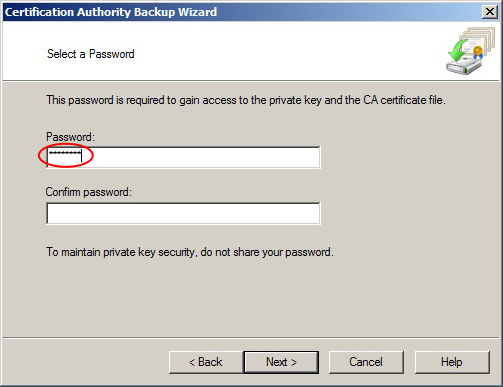 Certification Authority Backup Wizard
Select a Password
This password is required to gain access to the private key and the CA certificate file.
Password:
********
Confirm password:
To maintain private key security, do not share your password.
< Back Next > Cancel Help